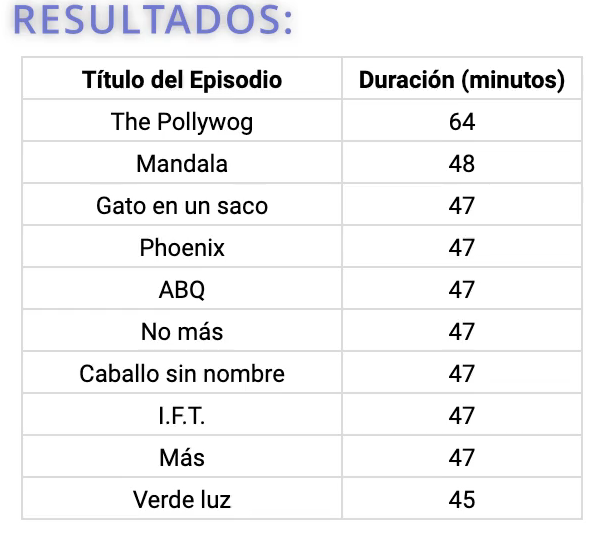 RESULTADOS:
Título del Episodio Duración (minutos)
The Pollywog 64
Mandala 48
Gato en un saco 47
Phoenix 47
ABQ 47
No más 47
Caballo sin nombre 47
I.F.T. 47
Más 47
Verde luz 45